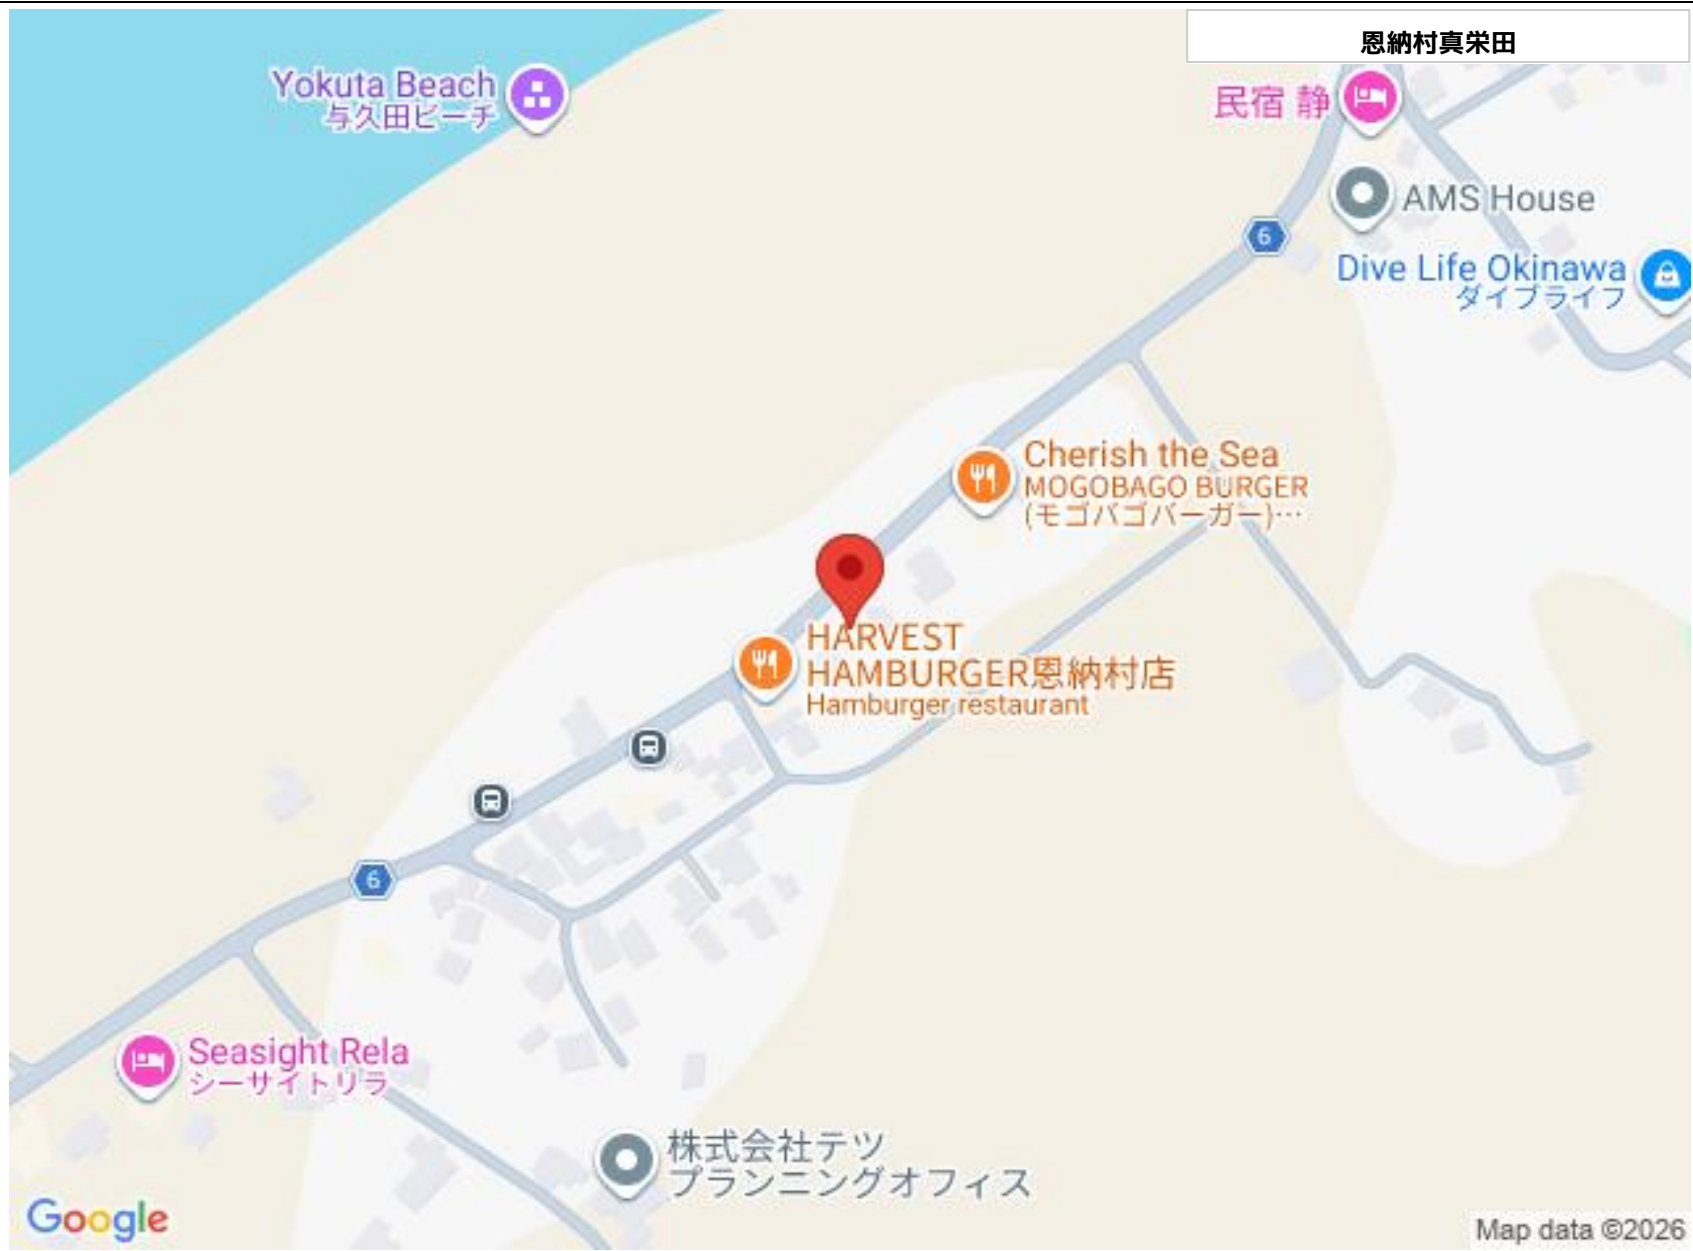 恩納村真栄田
Yokuta Beach
与久田ビーチ
民宿 静
AMS House
6
Dive Life Okinawa
ダイブライフ
Cherish the Sea
MOGOBAGO BURGER
(モゴバゴバーガー)…
HARVEST
HAMBURGER恩納村店
Hamburger restaurant
6
Seasight Rela
シーサイトリラ
株式会社テツ
プランニングオフィス
Google
Map data ©2026